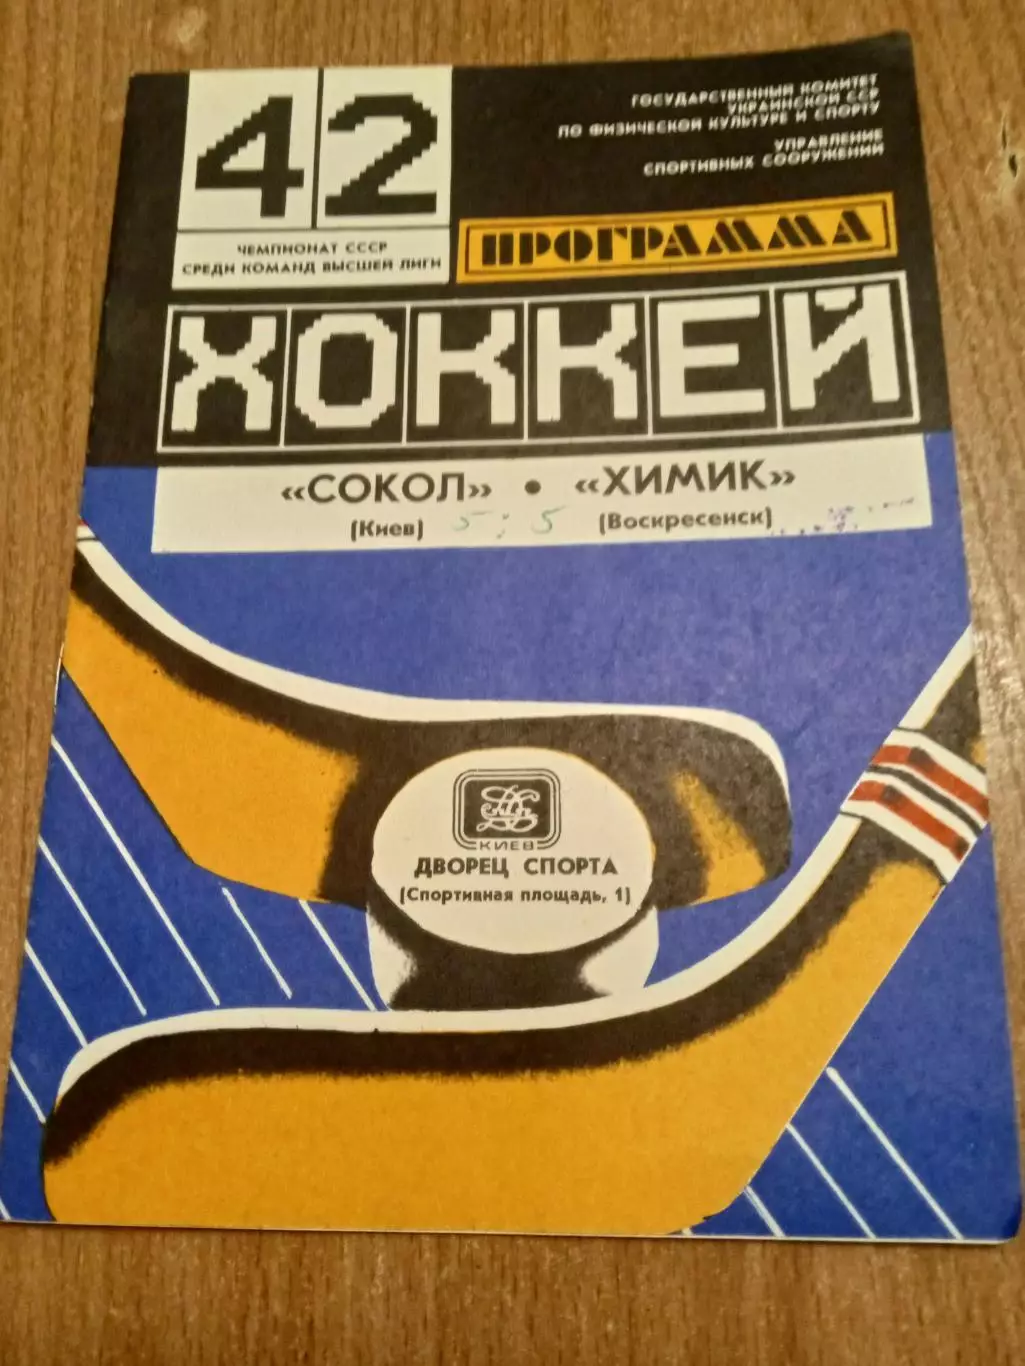 42
ЧЕМПИОНАТ СССР
СРЕДИ КОМАНД ВЫСШЕЙ ЛИГИ
ГОСУДАРСТВЕННЫЙ КОМИТЕТ
УКРАИНСКОЙ ССР
ПО ФИЗИЧЕСКОЙ КУЛЬТУРЕ И СПОРТУ
УПРАВЛЕНИЕ
СПОРТИВНЫХ СООРУЖЕНИЙ
ПРОГРАММА
ХОККЕЙ
«СОКОЛ» • «ХИМИК»
(Киев) 5:5 (Воскресенск)
КИЕВ
ДВОРЕЦ СПОРТА
(Спортивная площадь, 1)